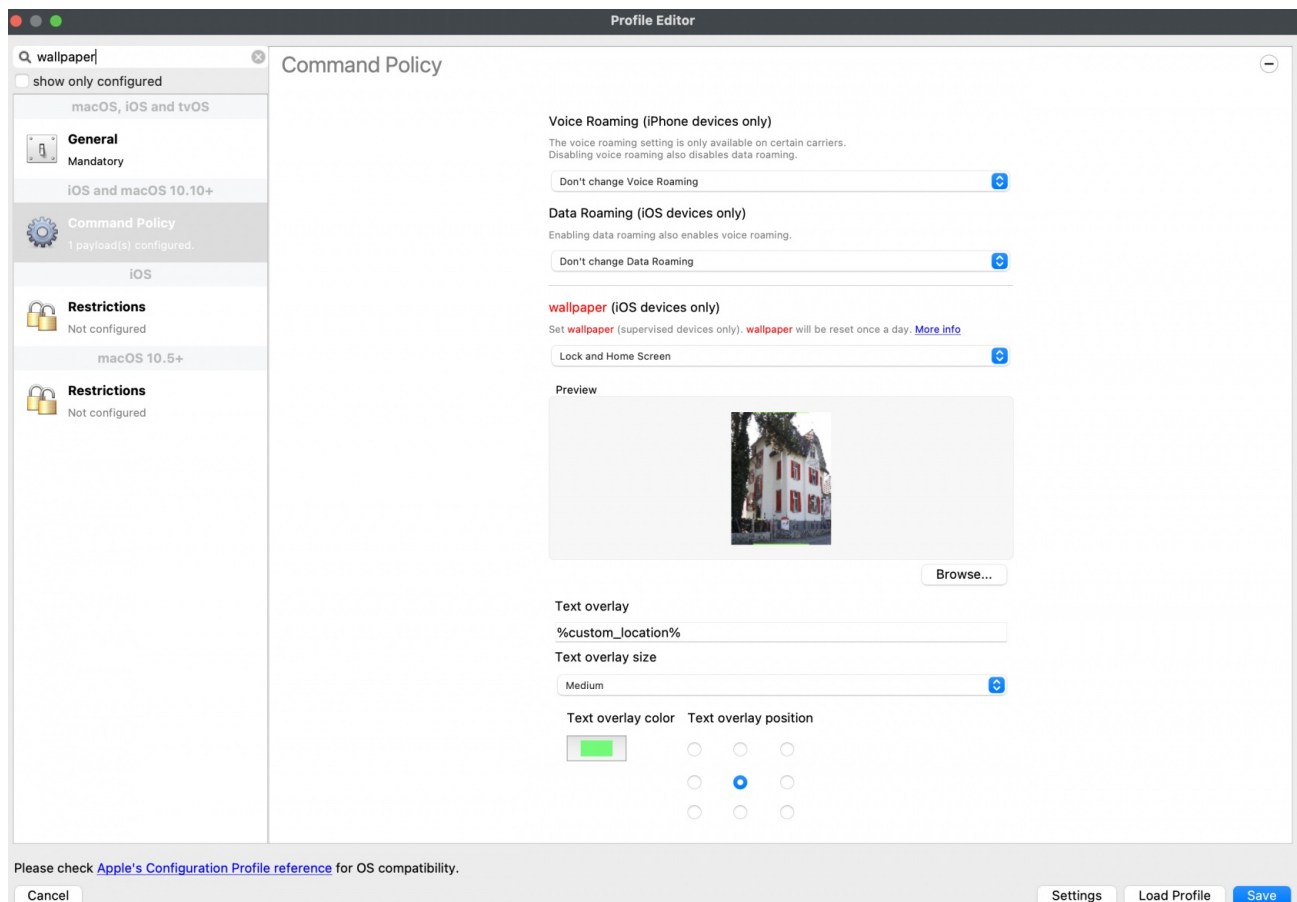 Profile Editor
wallpaper
show only configured
macOS, iOS and tvOS
General
Mandatory
iOS and macOS 10.10+
Command Policy
1 payload(s) configured.
iOS
Restrictions
Not configured
macOS 10.5+
Restrictions
Not configured
Command Policy
Voice Roaming (iPhone devices only)
The voice roaming setting is only available on certain carriers.
Disabling voice roaming also disables data roaming.
Don't change Voice Roaming
Data Roaming (iOS devices only)
Enabling data roaming also enables voice roaming.
Don't change Data Roaming
wallpaper (iOS devices only)
Set wallpaper (supervised devices only). wallpaper will be reset once a day. More info
Lock and Home Screen
Preview
Browse...
Text overlay
%custom_location%
Text overlay size
Medium
Text overlay color Text overlay position
Please check Apple's Configuration Profile reference for OS compatibility.
Cancel Settings Load Profile Save